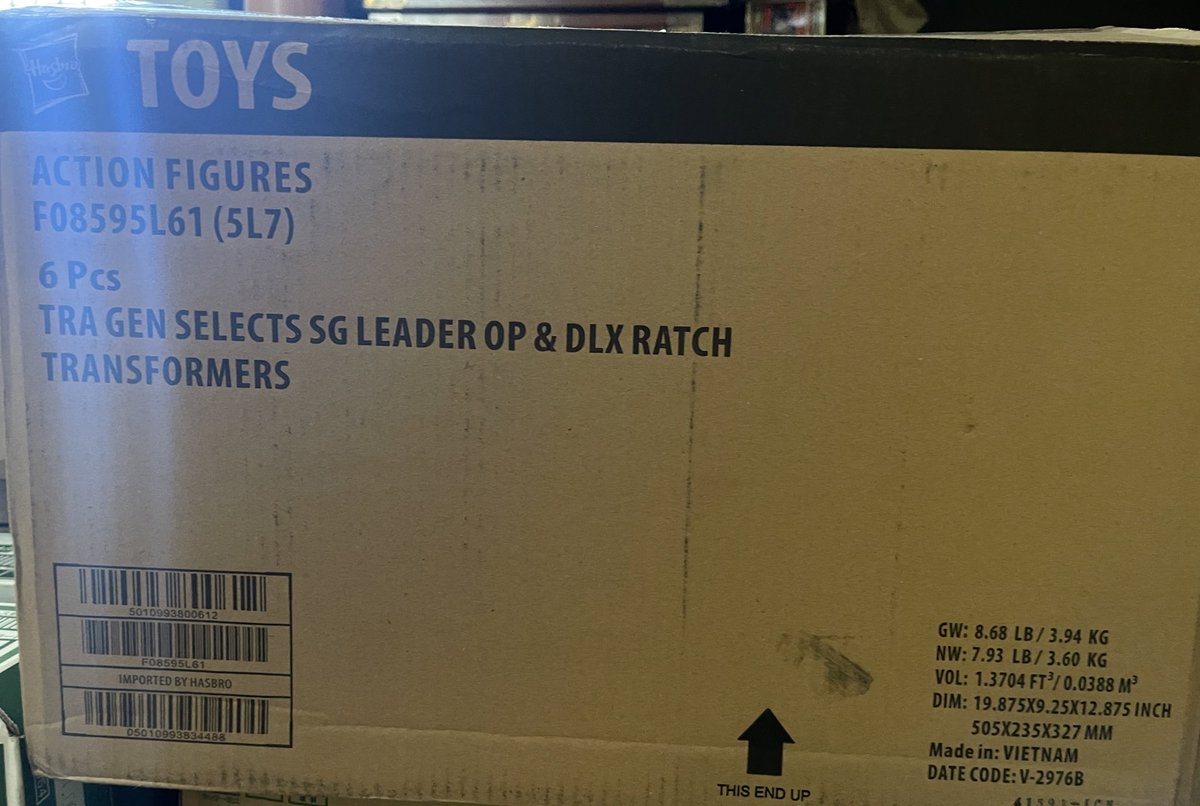 Hasbro
TOYS
ACTION FIGURES
F08595L61 (5L7)
6 Pcs
TRA GEN SELECTS SG LEADER OP & DLX RATCH
TRANSFORMERS
5010993800612
F08595L61
IMPORTED BY HASBRO
05010993834488
THIS END UP
GW: 8.68 LB / 3.94 KG
NW: 7.93 LB / 3.60 KG
VOL: 1.3704 FT³/ 0.0388 M³
DIM: 19.875X9.25X12.875 INCH
505X235X327 MM
Made in: VIETNAM
DATE CODE: V-2976B